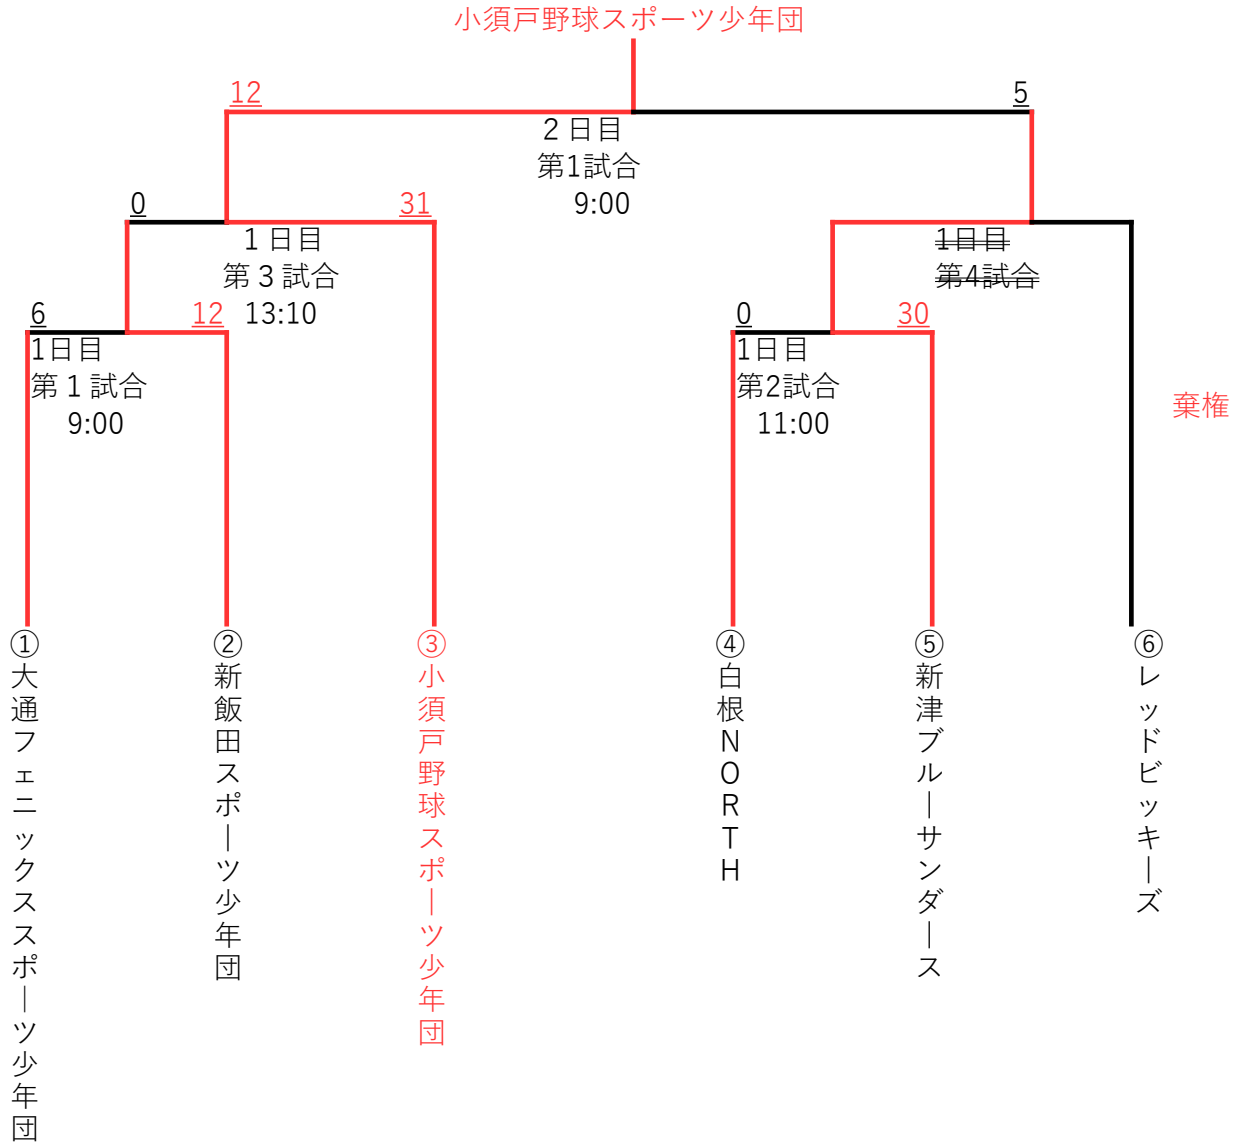 小須戸野球スポーツ少年団
12
5
2日目
第1試合
9:00
0
31
1日目
第3試合
13:10
1日目
第4試合
6
12
1日目
第1試合
9:00
0
30
1日目
第2試合
11:00
棄権
①大通フェニックススポーツ少年団
②新飯田スポーツ少年団
③小須戸野球スポーツ少年団
④白根NORTH
⑤新津ブルーサンダース
⑥レッドビッキーズ